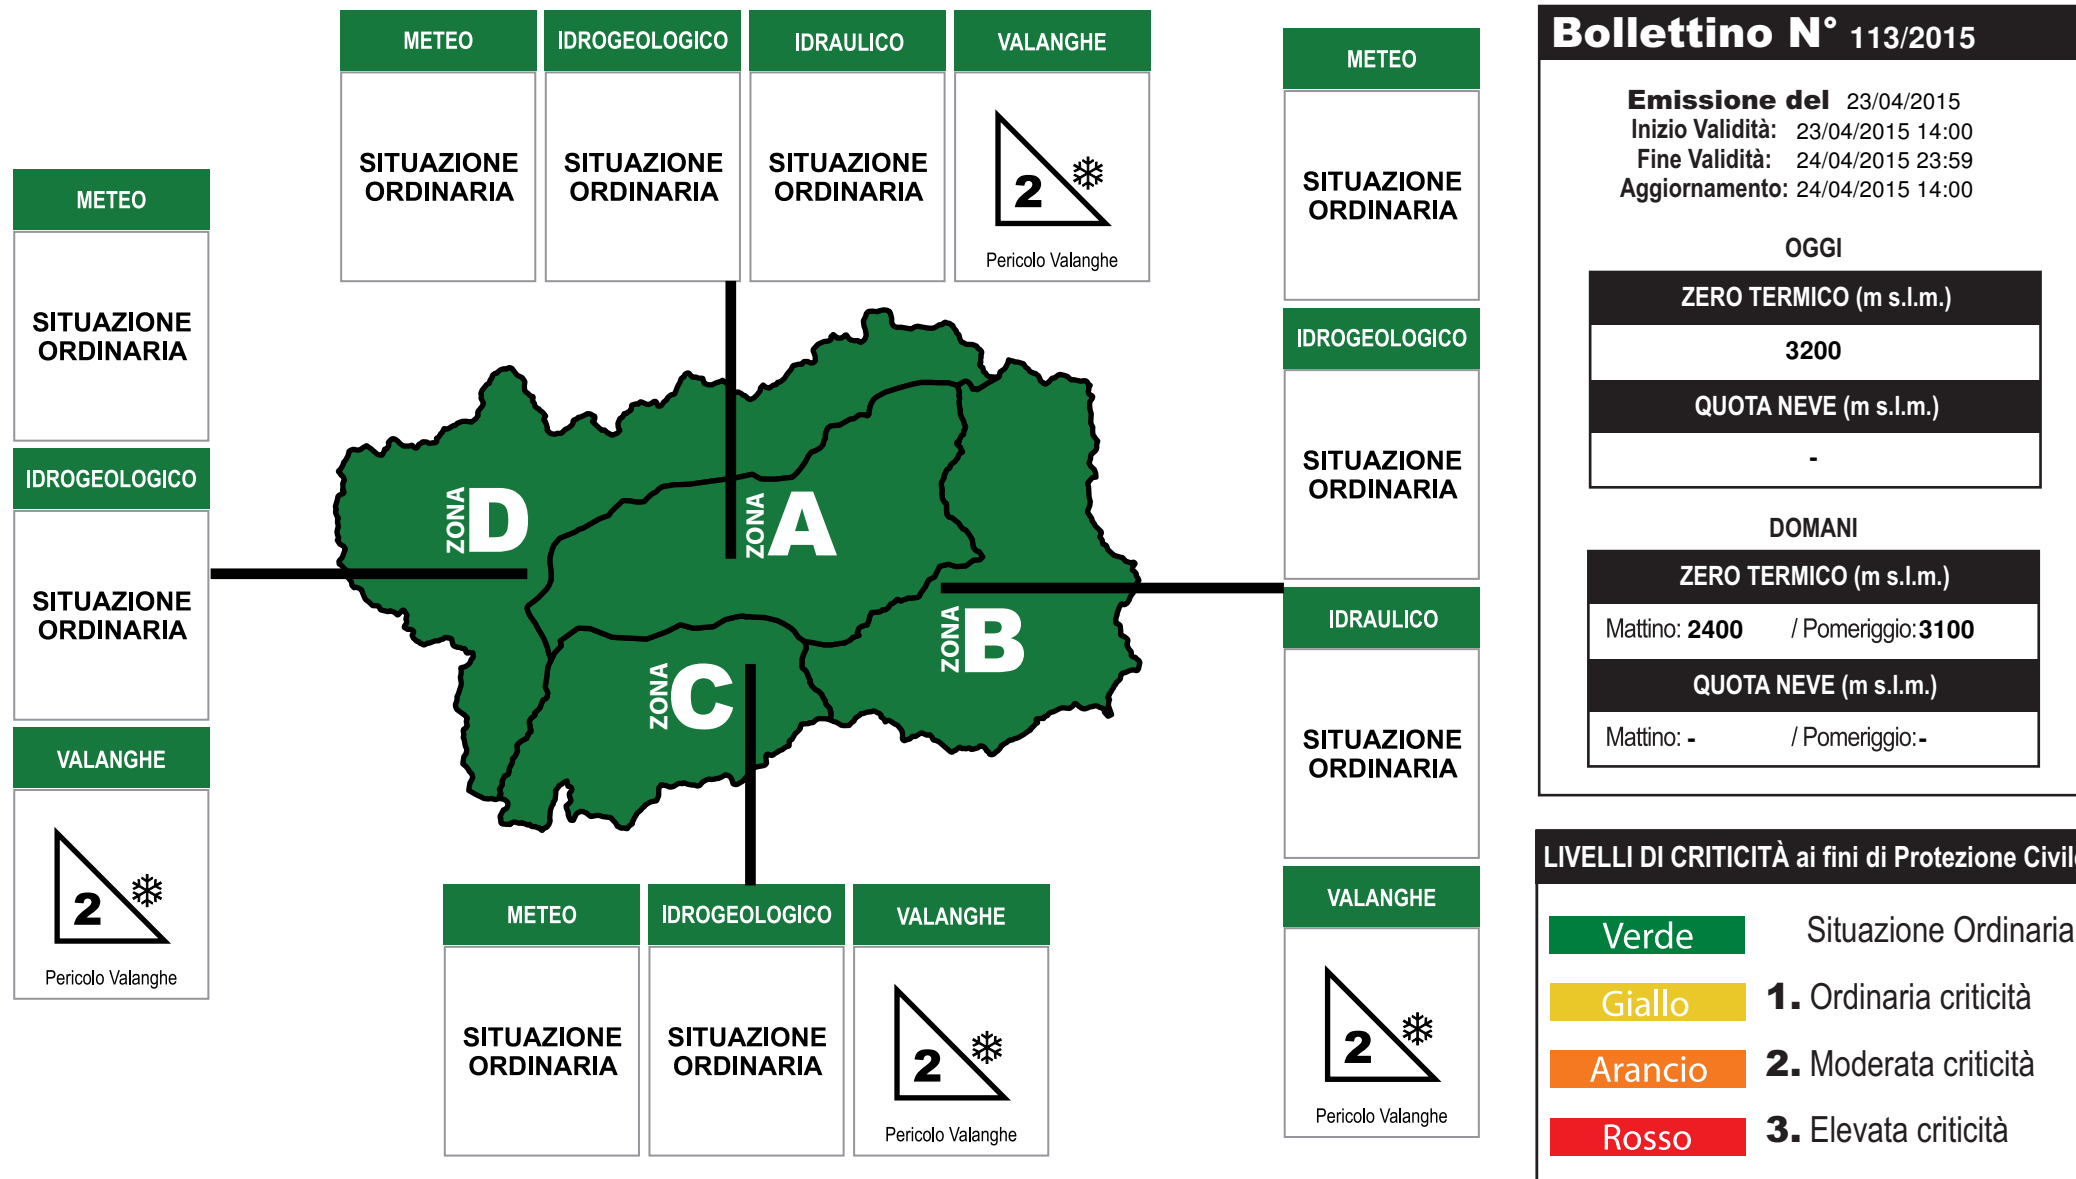 METEO
IDROGEOLOGICO
IDRAULICO
VALANGHE
SITUAZIONE
ORDINARIA
SITUAZIONE
ORDINARIA
SITUAZIONE
ORDINARIA
2
Pericolo Valanghe
METEO
SITUAZIONE
ORDINARIA
IDROGEOLOGICO
SITUAZIONE
ORDINARIA
VALANGHE
2
Pericolo Valanghe
ZONA D
ZONA A
ZONA B
ZONA C
METEO
IDROGEOLOGICO
VALANGHE
SITUAZIONE
ORDINARIA
SITUAZIONE
ORDINARIA
2
Pericolo Valanghe
METEO
SITUAZIONE
ORDINARIA
IDROGEOLOGICO
SITUAZIONE
ORDINARIA
IDRAULICO
SITUAZIONE
ORDINARIA
VALANGHE
2
Pericolo Valanghe
Bollettino N° 113/2015
Emissione del 23/04/2015
Inizio Validità: 23/04/2015 14:00
Fine Validità: 24/04/2015 23:59
Aggiornamento: 24/04/2015 14:00
OGGI
ZERO TERMICO (m s.l.m.)
3200
QUOTA NEVE (m s.l.m.)
-
DOMANI
ZERO TERMICO (m s.l.m.)
Mattino: 2400 / Pomeriggio: 3100
QUOTA NEVE (m s.l.m.)
Mattino: - / Pomeriggio: -
LIVELLI DI CRITICITÀ ai fini di Protezione Civile
Verde Situazione Ordinaria
Giallo 1. Ordinaria criticità
Arancio 2. Moderata criticità
Rosso 3. Elevata criticità